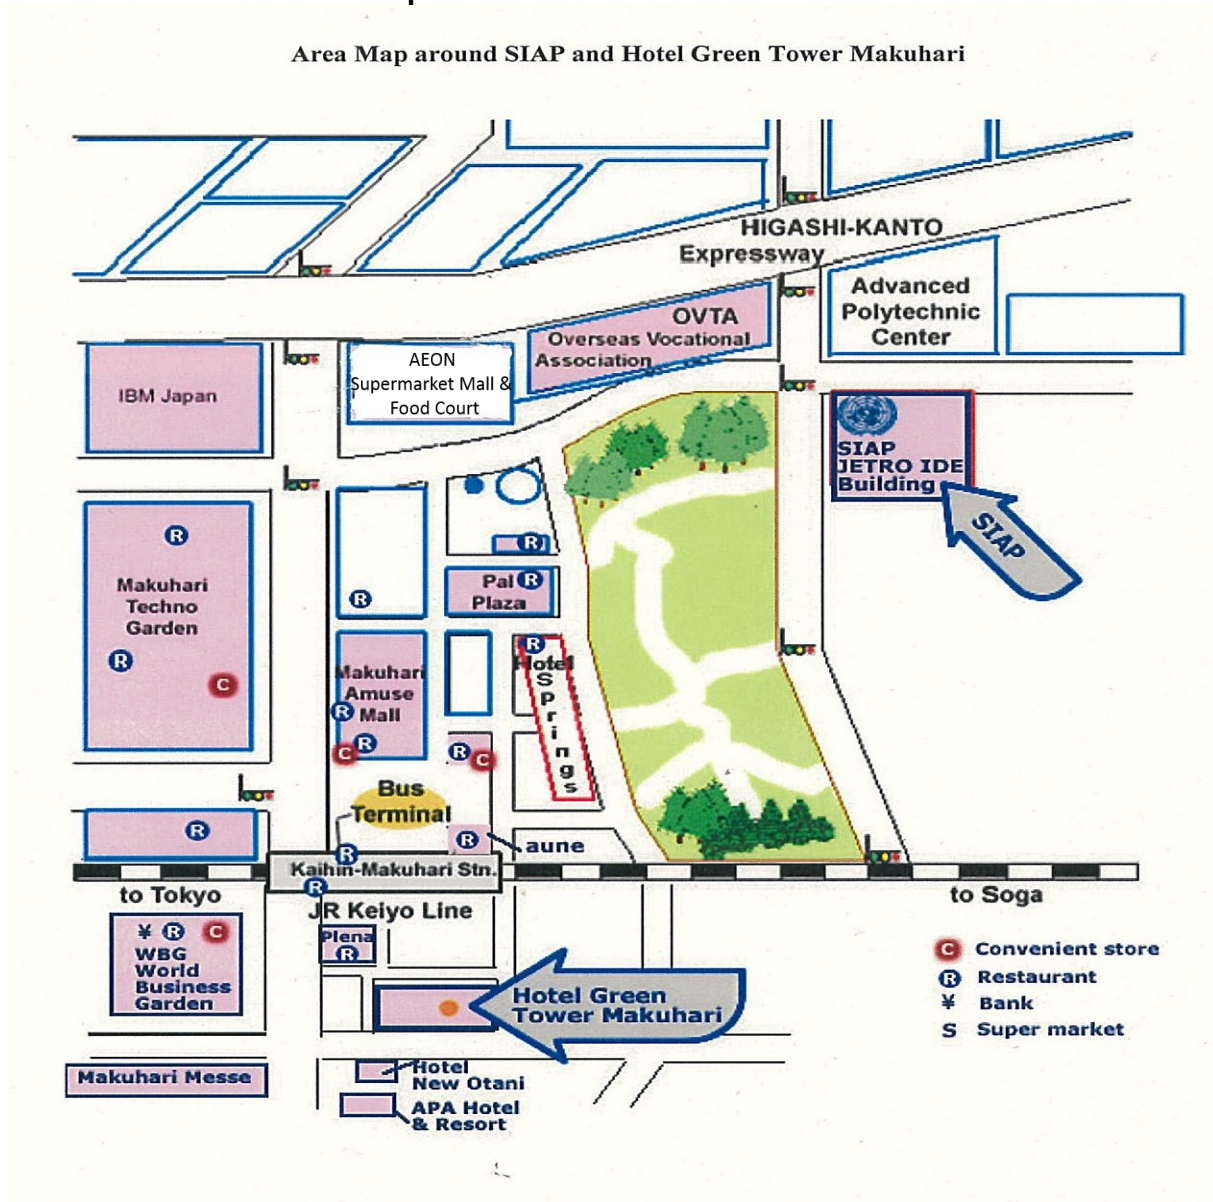 Area Map around SIAP and Hotel Green Tower Makuhari
HIGASHI-KANTO
Expressway
Advanced
Polytechnic
Center
OVTA
Overseas Vocational
Association
AEON
Supermarket Mall &
Food Court
IBM Japan
SIAP
JETRO IDE
Building
SIAP
R
Makuhari
Techno
Garden
R
C
R
R
Pal R
Plaza
R
Hotel
Springs
Makuhari
Amuse
Mall
R
R
C
R
C
Bus
Terminal
R
R
aune
R
Kaihin-Makuhari Stn.
R
to Tokyo
to Soga
JR Keiyo Line
¥ R C
WBG
World
Business
Garden
Plena
R
Hotel Green
Tower Makuhari
C Convenient store
R Restaurant
¥ Bank
S Super market
Makuhari Messe
Hotel
New Otani
APA Hotel
& Resort